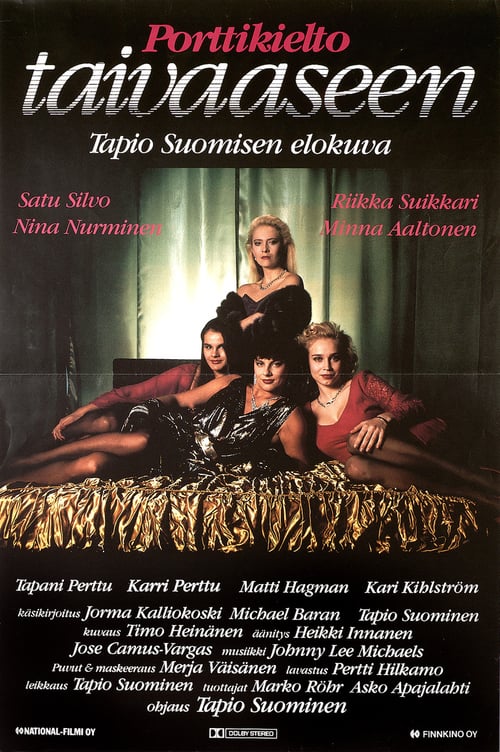 Porttikielto
taivaaseen
Tapio Suomisen elokuva
Satu Silvo Riikka Suikkari
Nina Nurminen Minna Aaltonen
Tapani Perttu Karri Perttu Matti Hagman Kari Kihlström
käsikirjoitus Jorma Kalliokoski Michael Baran Tapio Suominen
kuvaus Timo Heinänen äänitys Heikki Innanen
Jose Camus-Vargas musiikki Johnny Lee Michaels
Puvut & maskeeraus Merja Väisänen lavastus Pertti Hilkamo
leikkaus Tapio Suominen tuottajat Marko Röhr Asko Apajalahti
ohjaus Tapio Suominen
NATIONAL-FILMI OY DOLBY STEREO FINNKINO OY